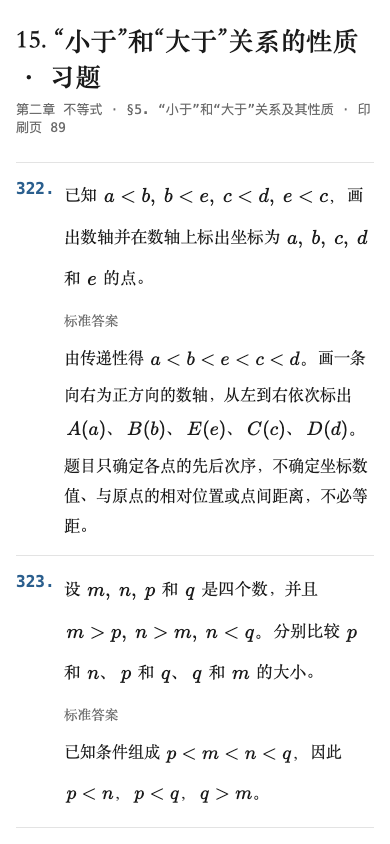 15. “小于”和“大于”关系的性质
· 习题
第二章 不等式 · §5. “小于”和“大于”关系及其性质 · 印
刷页 89
322. 已知 a < b, b < e, c < d, e < c, 画
出数轴并在数轴上标出坐标为 a, b, c, d
和 e 的点。
标准答案
由传递性得 a < b < e < c < d。画一条
向右为正方向的数轴，从左到右依次标出
A(a)、B(b)、E(e)、C(c)、D(d)。
题目只确定各点的先后次序，不确定坐标数
值、与原点的相对位置或点间距离，不必等
距。
323. 设 m, n, p 和 q 是四个数，并且
m > p, n > m, n < q。分别比较 p
和 n、p 和 q、q 和 m 的大小。
标准答案
已知条件组成 p < m < n < q，因此
p < n，p < q，q > m。